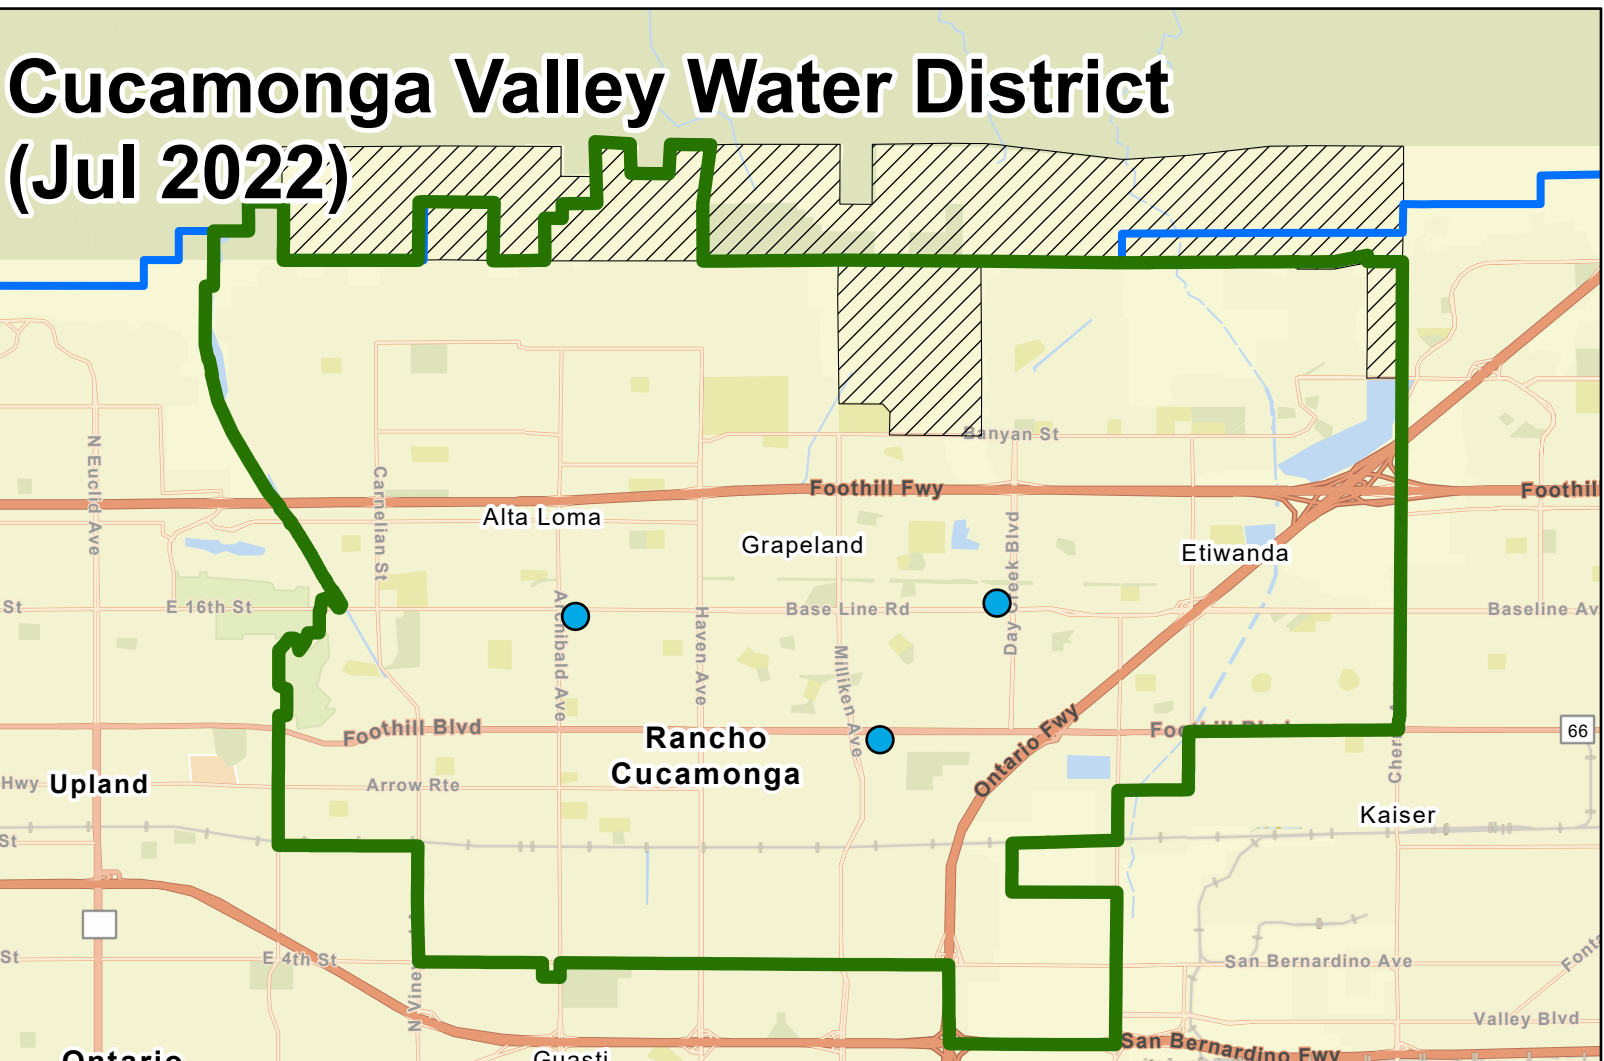 Cucamonga Valley Water District
(Jul 2022)
N Euclid Ave
Carnelian St
Banyan St
Foothill Fwy
Foothil
Alta Loma
Grapeland
Etiwanda
Day Creek Blvd
St
E 16th St
Archibald Ave
Haven Ave
Base Line Rd
Baseline Av
Milliken Ave
Foothill Blvd
Rancho
Cucamonga
Ontario Fwy
66
Hwy
Upland
Arrow Rte
Kaiser
St
St
E 4th St
San Bernardino Ave
N Vine
Valley Blvd
San Bernardino Fwy
Ontario
Guasti